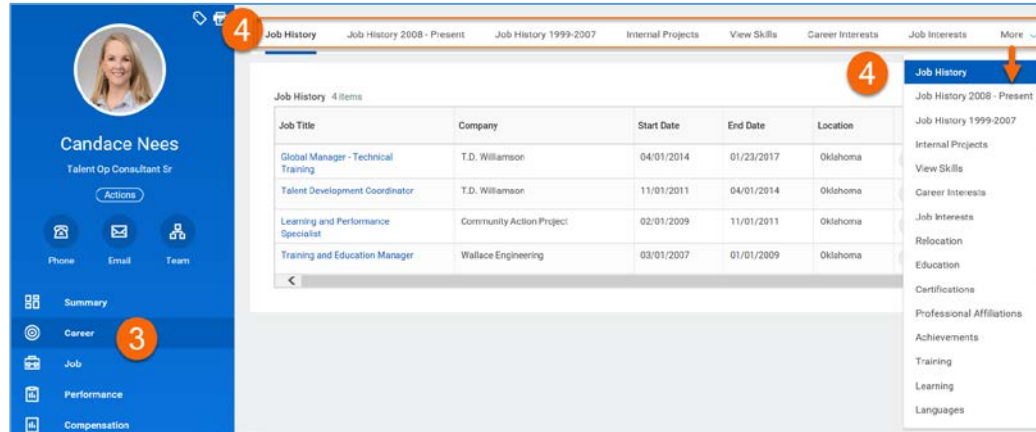 Candace Nees
Talent Op Consultant Sr
Actions
Phone Email Team
Summary
Career
3
Job
Performance
Compensation
4
Job History Job History 2008 - Present Job History 1999-2007 Internal Projects View Skills Career Interests Job Interests More
4
Job History 4 items
Job Title Company Start Date End Date Location
Global Manager - Technical
Training T.D. Williamson 04/01/2014 01/23/2017 Oklahoma
Talent Development Coordinator T.D. Williamson 11/01/2011 04/01/2014 Oklahoma
Learning and Performance
Specialist Community Action Project 02/01/2009 11/01/2011 Oklahoma
Training and Education Manager Wallace Engineering 03/01/2007 01/01/2009 Oklahoma
Job History
Job History 2008 - Present
Job History 1999-2007
Internal Projects
View Skills
Career Interests
Job Interests
Relocation
Education
Certifications
Professional Affiliations
Achievements
Training
Learning
Languages